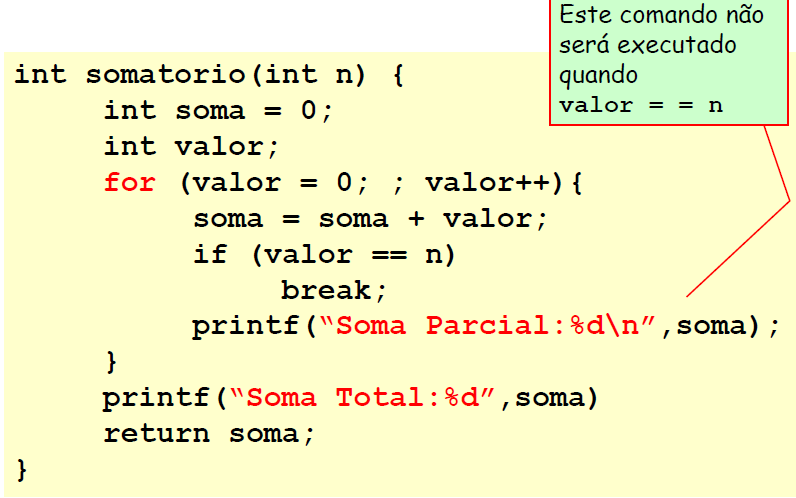 Este comando não
será executado
quando
valor = = n
int somatorio(int n) {
int soma = 0;
int valor;
for (valor = 0; ; valor++){
soma = soma + valor;
if (valor == n)
break;
printf(“Soma Parcial:%d\n”,soma);
}
printf(“Soma Total:%d”,soma)
return soma;
}